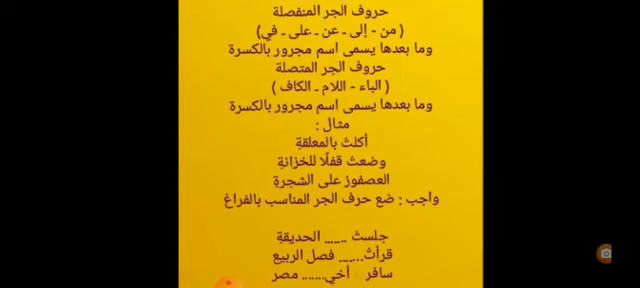 حروف الجر المنفصلة
( من - إلى - عن - على - في)
وما بعدها يسمى اسم مجرور بالكسرة
حروف الجر المتصلة
( الباء - اللام - الكاف )
وما بعدها يسمى اسم مجرور بالكسرة
مثال :
أكلتُ بالمعلقةِ
وضعتُ قفلًا للخزانةِ
العصفورُ على الشجرةِ
واجب : ضع حرف الجر المناسب بالفراغ
جلستُ ...... الحديقةِ
قرأتُ....... فصل الربيع
سافر أخي....... مصر